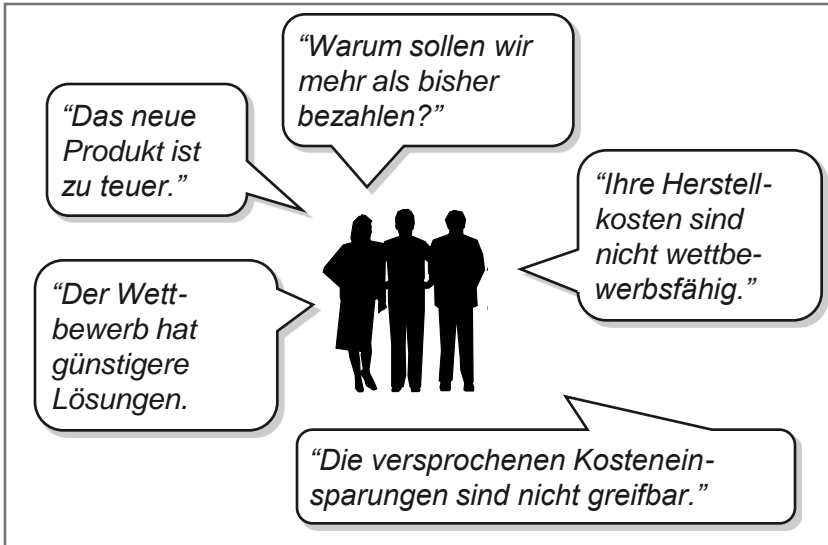 “Warum sollen wir
mehr als bisher
bezahlen?”
“Das neue
Produkt ist
zu teuer.”
“Ihre Herstell-
kosten sind
nicht wettbe-
werbsfähig.”
“Der Wett-
bewerb hat
günstigere
Lösungen.
“Die versprochenen Kostenein-
sparungen sind nicht greifbar.”